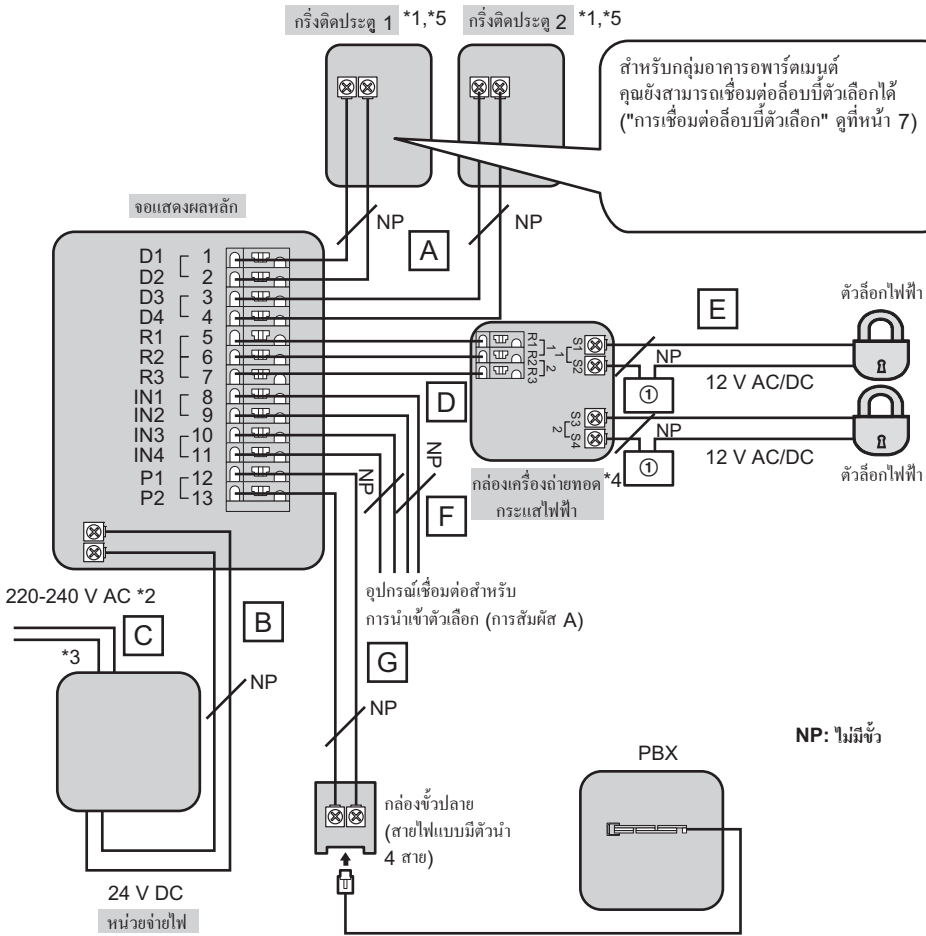 กริ่งติดประตู 1 *1,*5
กริ่งติดประตู 2 *1,*5
สำหรับกลุ่มอาคารอพาร์ตเมนต์
คุณยังสามารถเชื่อมต่อล็อบบี้ตัวเลือกได้
("การเชื่อมต่อล็อบบี้ตัวเลือก" ดูที่หน้า 7)
จอแสดงผลหลัก
NP
A
NP
D1 1
D2 2
D3 3
D4 4
R1 5
R2 6
R3 7
IN1 8
IN2 9
IN3 10
IN4 11
P1 12
P2 13
R1
R2
R3
1
2
S1
S2
1
S3
S4
2
D
E
NP
①
12 V AC/DC
ตัวล็อกไฟฟ้า
NP
①
12 V AC/DC
ตัวล็อกไฟฟ้า
กล่องเครื่องถ่ายทอด
กระแสไฟฟ้า
*4
NP
NP
F
อุปกรณ์เชื่อมต่อสำหรับ
การนำเข้าตัวเลือก (การสัมผัส A)
220-240 V AC *2
C
*3
B
NP
G
NP
NP: ไม่มีขั้ว
PBX
กล่องขั้วปลาย
(สายไฟแบบมีตัวนำ
4 สาย)
24 V DC
หน่วยจ่ายไฟ